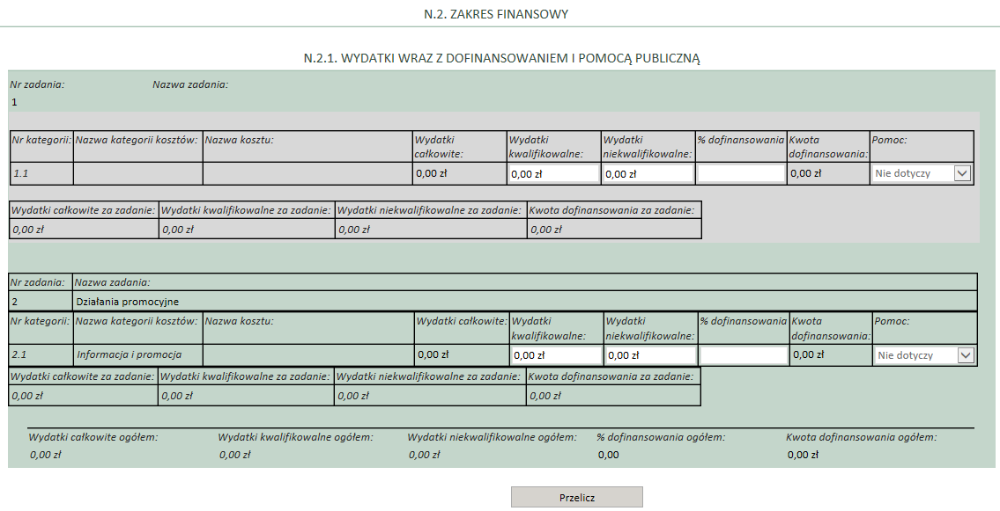 N.2. ZAKRES FINANSOWY
N.2.1. WYDATKI WRAZ Z DOFINANSOWANIEM I POMOCĄ PUBLICZNĄ
Nr zadania: Nazwa zadania:
1
Nr kategorii: Nazwa kategorii kosztów: Nazwa kosztu: Wydatki całkowite: Wydatki kwalifikowalne: Wydatki niekwalifikowalne: % dofinansowania Kwota dofinansowania: Pomoc:
1.1 0,00 zł 0,00 zł 0,00 zł 0,00 zł Nie dotyczy
Wydatki całkowite za zadanie: Wydatki kwalifikowalne za zadanie: Wydatki niekwalifikowalne za zadanie: Kwota dofinansowania za zadanie:
0,00 zł 0,00 zł 0,00 zł 0,00 zł
Nr zadania: Nazwa zadania:
2 Działania promocyjne
Nr kategorii: Nazwa kategorii kosztów: Nazwa kosztu: Wydatki całkowite: Wydatki kwalifikowalne: Wydatki niekwalifikowalne: % dofinansowania Kwota dofinansowania: Pomoc:
2.1 Informacja i promocja 0,00 zł 0,00 zł 0,00 zł 0,00 zł Nie dotyczy
Wydatki całkowite za zadanie: Wydatki kwalifikowalne za zadanie: Wydatki niekwalifikowalne za zadanie: Kwota dofinansowania za zadanie:
0,00 zł 0,00 zł 0,00 zł 0,00 zł
Wydatki całkowite ogółem: Wydatki kwalifikowalne ogółem: Wydatki niekwalifikowalne ogółem: % dofinansowania ogółem: Kwota dofinansowania ogółem:
0,00 zł 0,00 zł 0,00 zł 0,00 0,00 zł
Przelicz